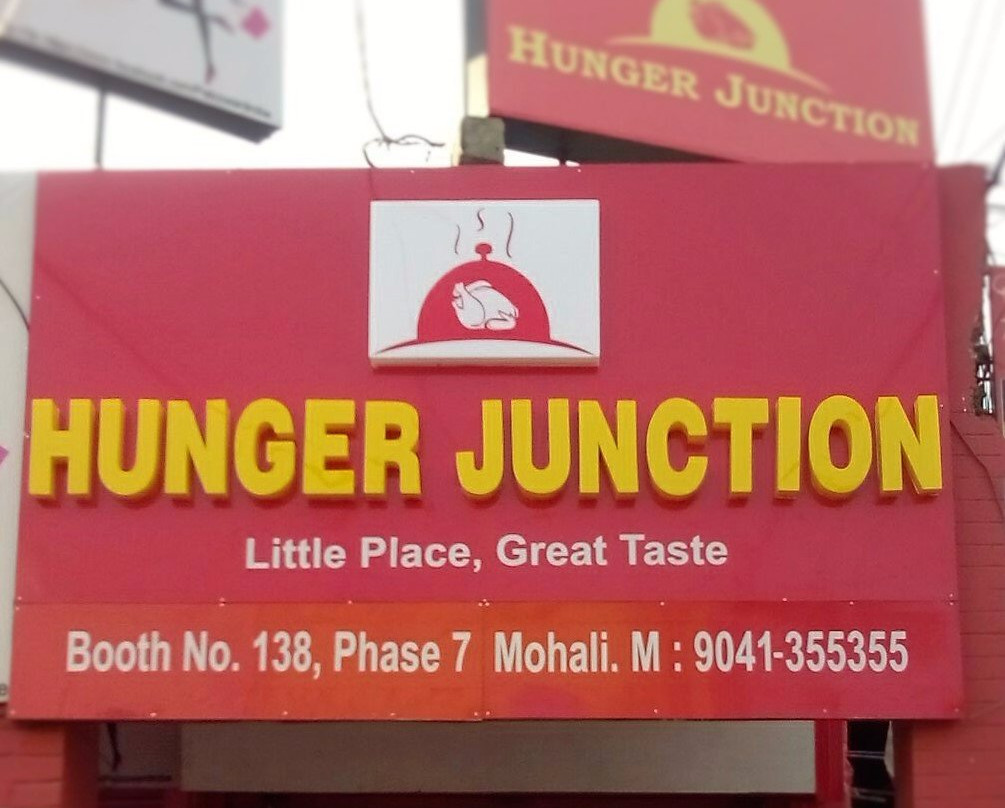 HUNGER JUNCTION
HUNGER JUNCTION
Little Place, Great Taste
Booth No. 138, Phase 7 Mohali. M : 9041-355355